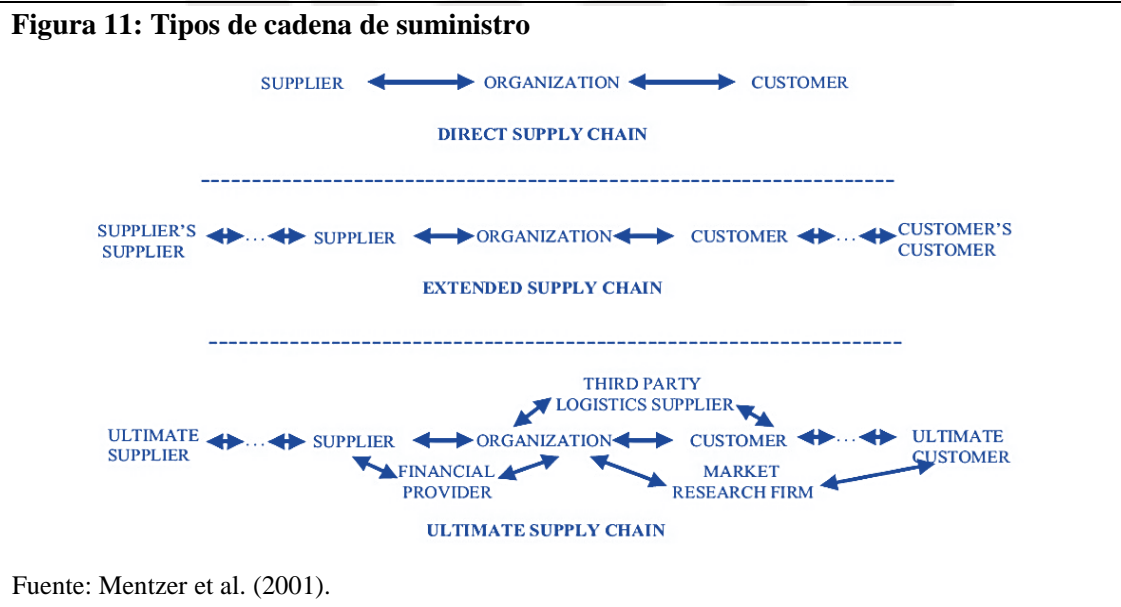 Figura 11: Tipos de cadena de suministro
SUPPLIER ORGANIZATION CUSTOMER
DIRECT SUPPLY CHAIN
SUPPLIER'S
SUPPLIER
... SUPPLIER ORGANIZATION CUSTOMER ...
CUSTOMER'S
CUSTOMER
EXTENDED SUPPLY CHAIN
THIRD PARTY
LOGISTICS SUPPLIER
ULTIMATE
SUPPLIER
... SUPPLIER ORGANIZATION CUSTOMER ...
ULTIMATE
CUSTOMER
FINANCIAL
PROVIDER
MARKET
RESEARCH FIRM
ULTIMATE SUPPLY CHAIN
Fuente: Mentzer et al. (2001).